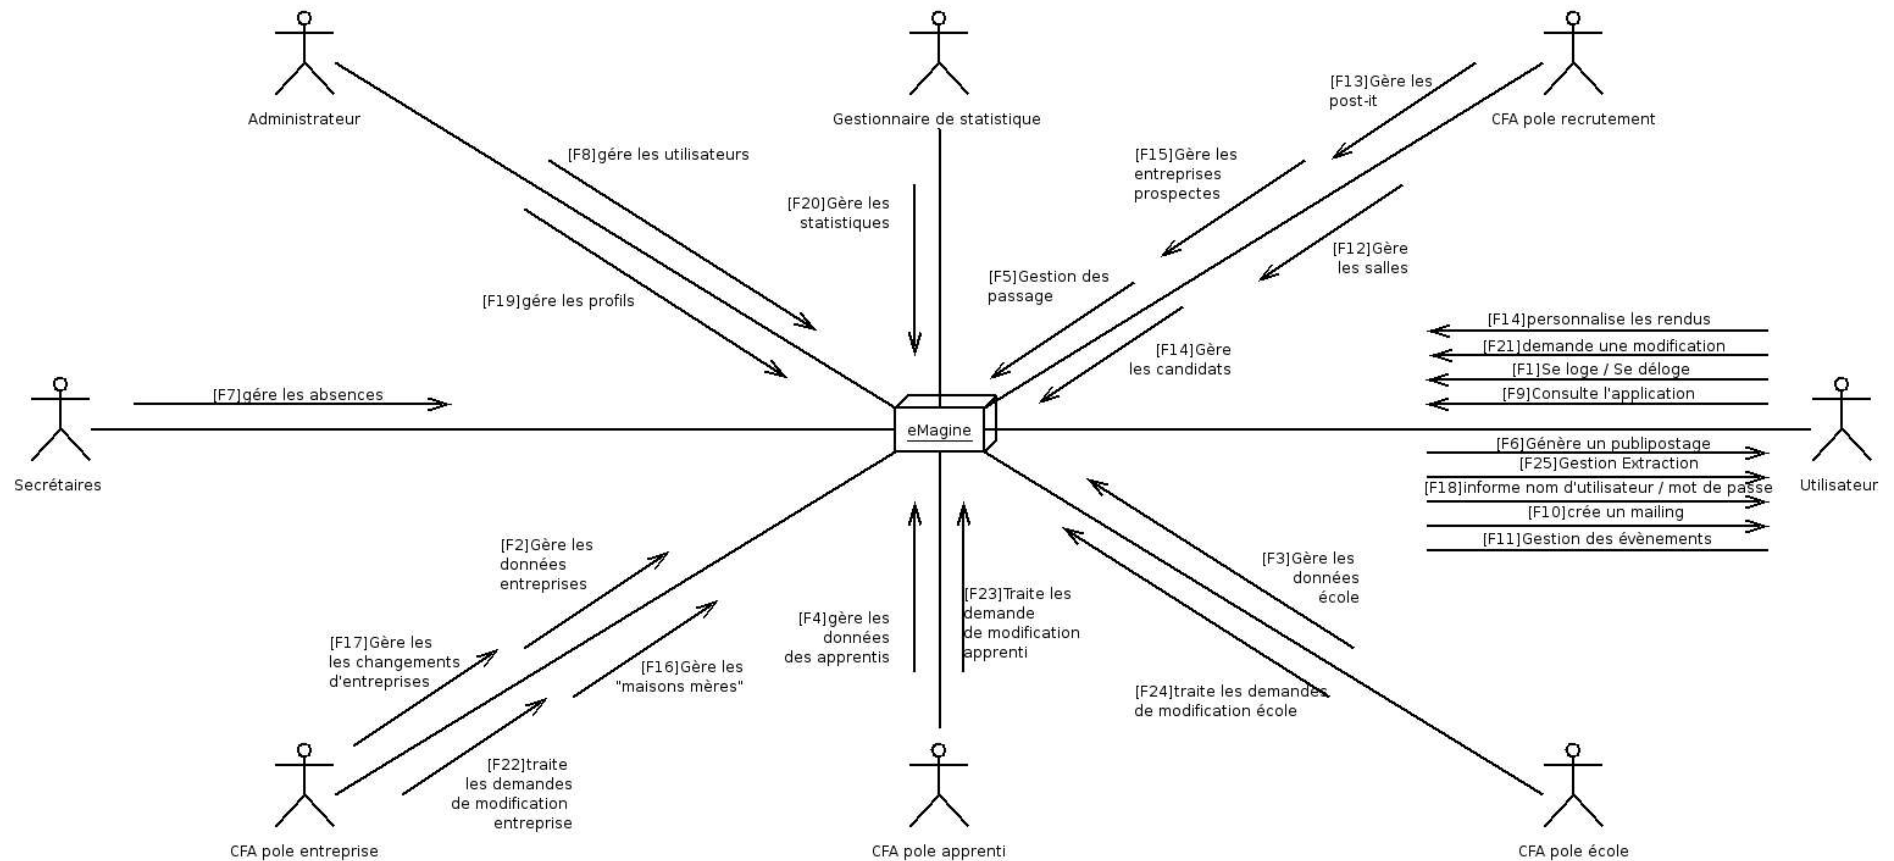 Administrateur
Gestionnaire de statistique
CFA pole recrutement
[F13]Gère les
post-it
[F8]gére les utilisateurs
[F15]Gère les
entreprises
prospectes
[F20]Gère les
statistiques
[F12]Gère
les salles
[F5]Gestion des
passage
[F19]gére les profils
[F14]Gère
les candidats
[F14]personnalise les rendus
[F21]demande une modification
[F1]Se loge / Se déloge
[F9]Consulte l'application
[F7]gére les absences
eMagine
Secrétaires
[F6]Génère un publipostage
[F25]Gestion Extraction
[F18]informe nom d'utilisateur / mot de passe
[F10]crée un mailing
[F11]Gestion des évènements
Utilisateur
[F2]Gère les
données
entreprises
[F3]Gère les
données
école
[F17]Gère les
les changements
d'entreprises
[F16]Gère les
"maisons mères"
[F4]gère les
données
des apprentis
[F23]Traite les
demande
de modification
apprenti
[F24]traite les demandes
de modification école
[F22]traite
les demandes
de modification
entreprise
CFA pole entreprise
CFA pole apprenti
CFA pole école